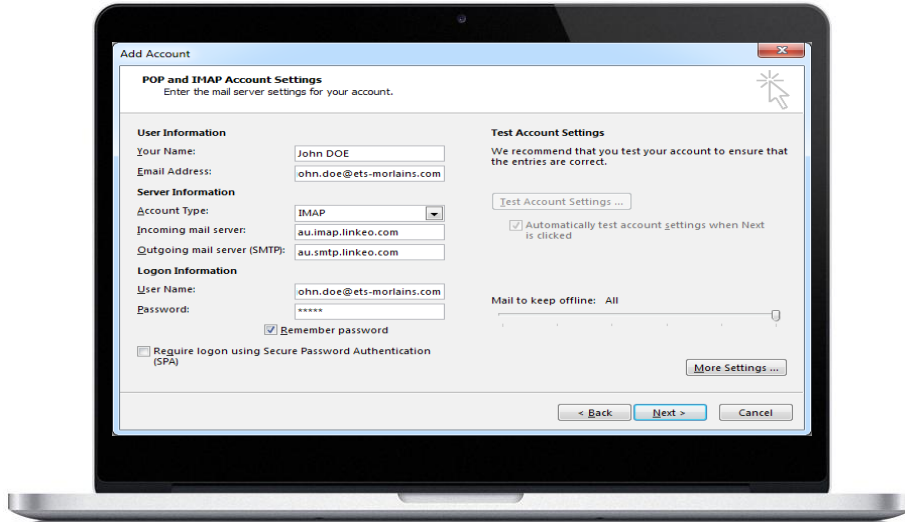 Add Account
POP and IMAP Account Settings
Enter the mail server settings for your account.
User Information
Your Name:
John DOE
Email Address:
ohn.doe@ets-morlains.com
Server Information
Account Type:
IMAP
Incoming mail server:
au.imap.linkeo.com
Outgoing mail server (SMTP):
au.smtp.linkeo.com
Logon Information
User Name:
ohn.doe@ets-morlains.com
Password:
*****
Remember password
Require logon using Secure Password Authentication
(SPA)
Test Account Settings
We recommend that you test your account to ensure that
the entries are correct.
Test Account Settings ...
Automatically test account settings when Next
is clicked
Mail to keep offline: All
More Settings ...
< Back
Next >
Cancel